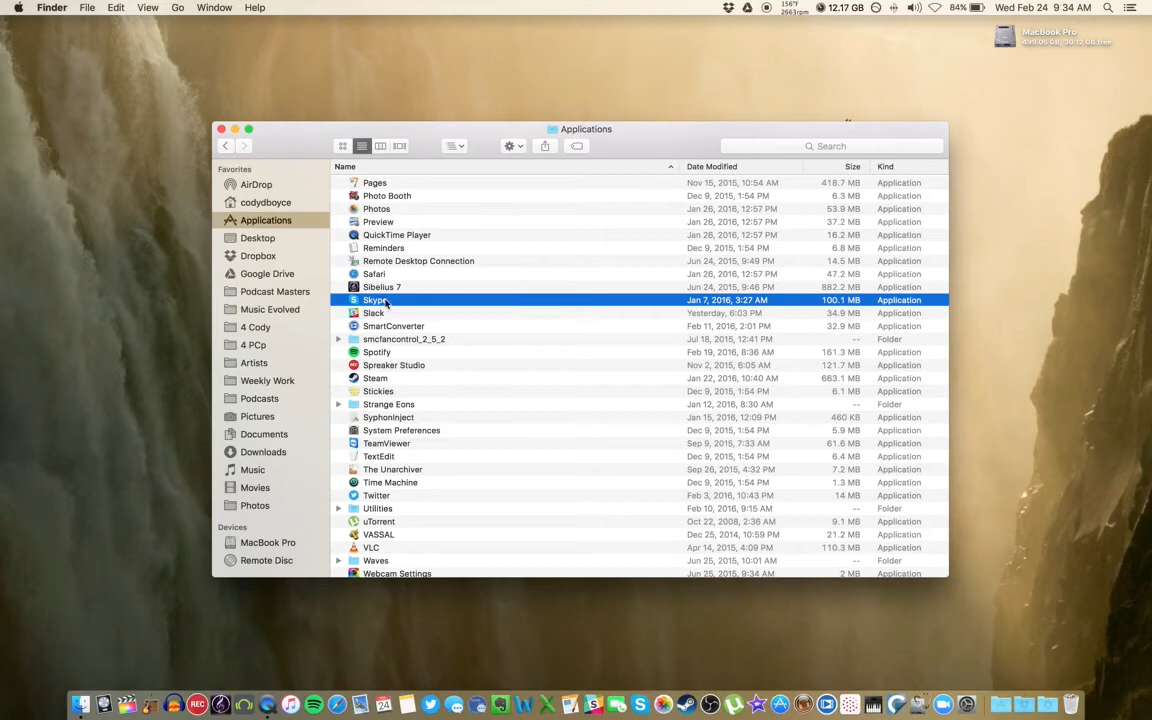 Finder File Edit View Go Window Help 156°F 2663rpm 12.17 GB 84% Wed Feb 24 9:34 AM
MacBook Pro
499.05 GB, 30.12 GB free
Applications
Search
Favorites
AirDrop
codydboyce
Applications
Desktop
Dropbox
Google Drive
Podcast Masters
Music Evolved
4 Cody
4 PCp
Artists
Weekly Work
Podcasts
Pictures
Documents
Downloads
Music
Movies
Photos
Devices
MacBook Pro
Remote Disc
Name Date Modified Size Kind
Pages Nov 15, 2015, 10:54 AM 418.7 MB Application
Photo Booth Dec 9, 2015, 1:54 PM 6.3 MB Application
Photos Jan 26, 2016, 12:57 PM 53.9 MB Application
Preview Jan 26, 2016, 12:57 PM 37.2 MB Application
QuickTime Player Jan 26, 2016, 12:57 PM 16.2 MB Application
Reminders Dec 9, 2015, 1:54 PM 6.8 MB Application
Remote Desktop Connection Jun 24, 2015, 9:49 PM 14.5 MB Application
Safari Jan 26, 2016, 12:57 PM 47.2 MB Application
Sibelius 7 Jun 24, 2015, 9:46 PM 882.2 MB Application
Skype Jan 7, 2016, 3:27 AM 100.1 MB Application
Slack Yesterday, 6:03 PM 34.9 MB Application
SmartConverter Feb 11, 2016, 2:01 PM 32.9 MB Application
smcfancontrol_2_5_2 Jul 18, 2015, 12:41 PM -- Folder
Spotify Feb 19, 2016, 8:36 AM 161.3 MB Application
Spreaker Studio Nov 2, 2015, 6:05 AM 121.7 MB Application
Steam Jan 22, 2016, 10:40 AM 663.1 MB Application
Stickies Dec 9, 2015, 1:54 PM 6.1 MB Application
Strange Eons Jan 12, 2016, 8:30 AM -- Folder
SyphonInject Jan 15, 2016, 12:09 PM 460 KB Application
System Preferences Dec 9, 2015, 1:54 PM 5.9 MB Application
TeamViewer Sep 9, 2015, 7:33 AM 61.6 MB Application
TextEdit Dec 9, 2015, 1:54 PM 6.4 MB Application
The Unarchiver Sep 26, 2015, 4:32 PM 7.2 MB Application
Time Machine Dec 9, 2015, 1:54 PM 1.3 MB Application
Twitter Feb 3, 2016, 10:43 PM 14 MB Application
Utilities Feb 10, 2016, 9:15 AM -- Folder
uTorrent Oct 22, 2008, 2:36 AM 9.1 MB Application
VASSAL Dec 25, 2014, 10:59 PM 21.2 MB Application
VLC Apr 14, 2015, 4:09 PM 110.3 MB Application
Waves Jun 25, 2015, 10:01 AM -- Folder
Webcam Settings Jun 25, 2015, 9:34 AM 2 MB Application
REC 24